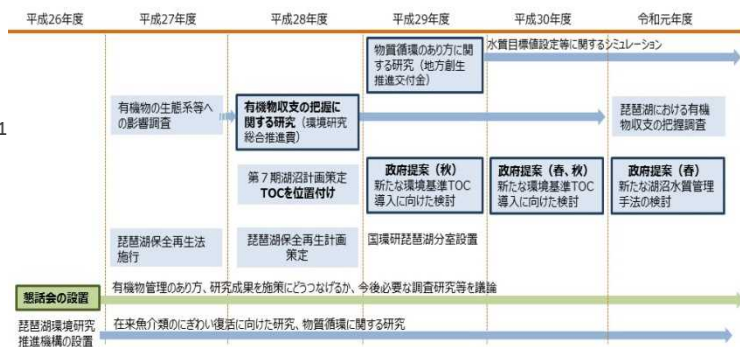 平成26年度 平成27年度 平成28年度 平成29年度 平成30年度 令和元年度
物質循環のあり方に関
する研究（地方創生
推進交付金）
水質目標値設定等に関するシミュレーション
1
有機物の生態系等へ
の影響調査
有機物収支の把握に
関する研究（環境研究
総合推進費）
琵琶湖における有機
物収支の把握調査
第７期湖沼計画策定
TOCを位置付け
政府提案（秋）
新たな環境基準TOC
導入に向けた検討
政府提案（春、秋）
新たな環境基準TOC
導入に向けた検討
政府提案（春）
新たな湖沼水質管理
手法の検討
琵琶湖保全再生法
施行
琵琶湖保全再生計画
策定
国環研琵琶湖分室設置
懇話会の設置
有機物管理のあり方、研究成果を施策にどうつなげるか、今後必要な調査研究等を議論
琵琶湖環境研究
推進機構の設置
在来魚介類のにぎわい復活に向けた研究、物質循環に関する研究